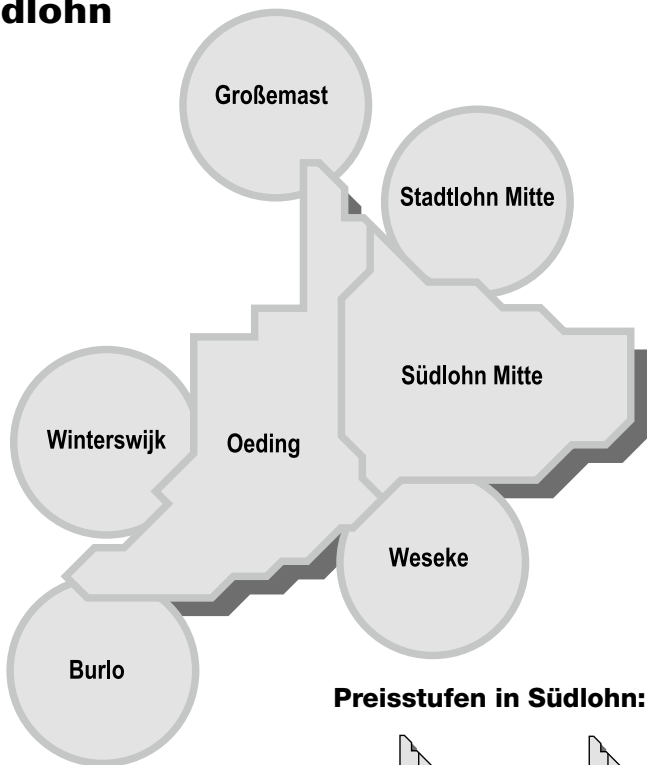 dlohn
Großemast
Stadtlohn Mitte
Südlohn Mitte
Winterswijk
Oeding
Weseke
Burlo
Preisstufen in Südlohn: